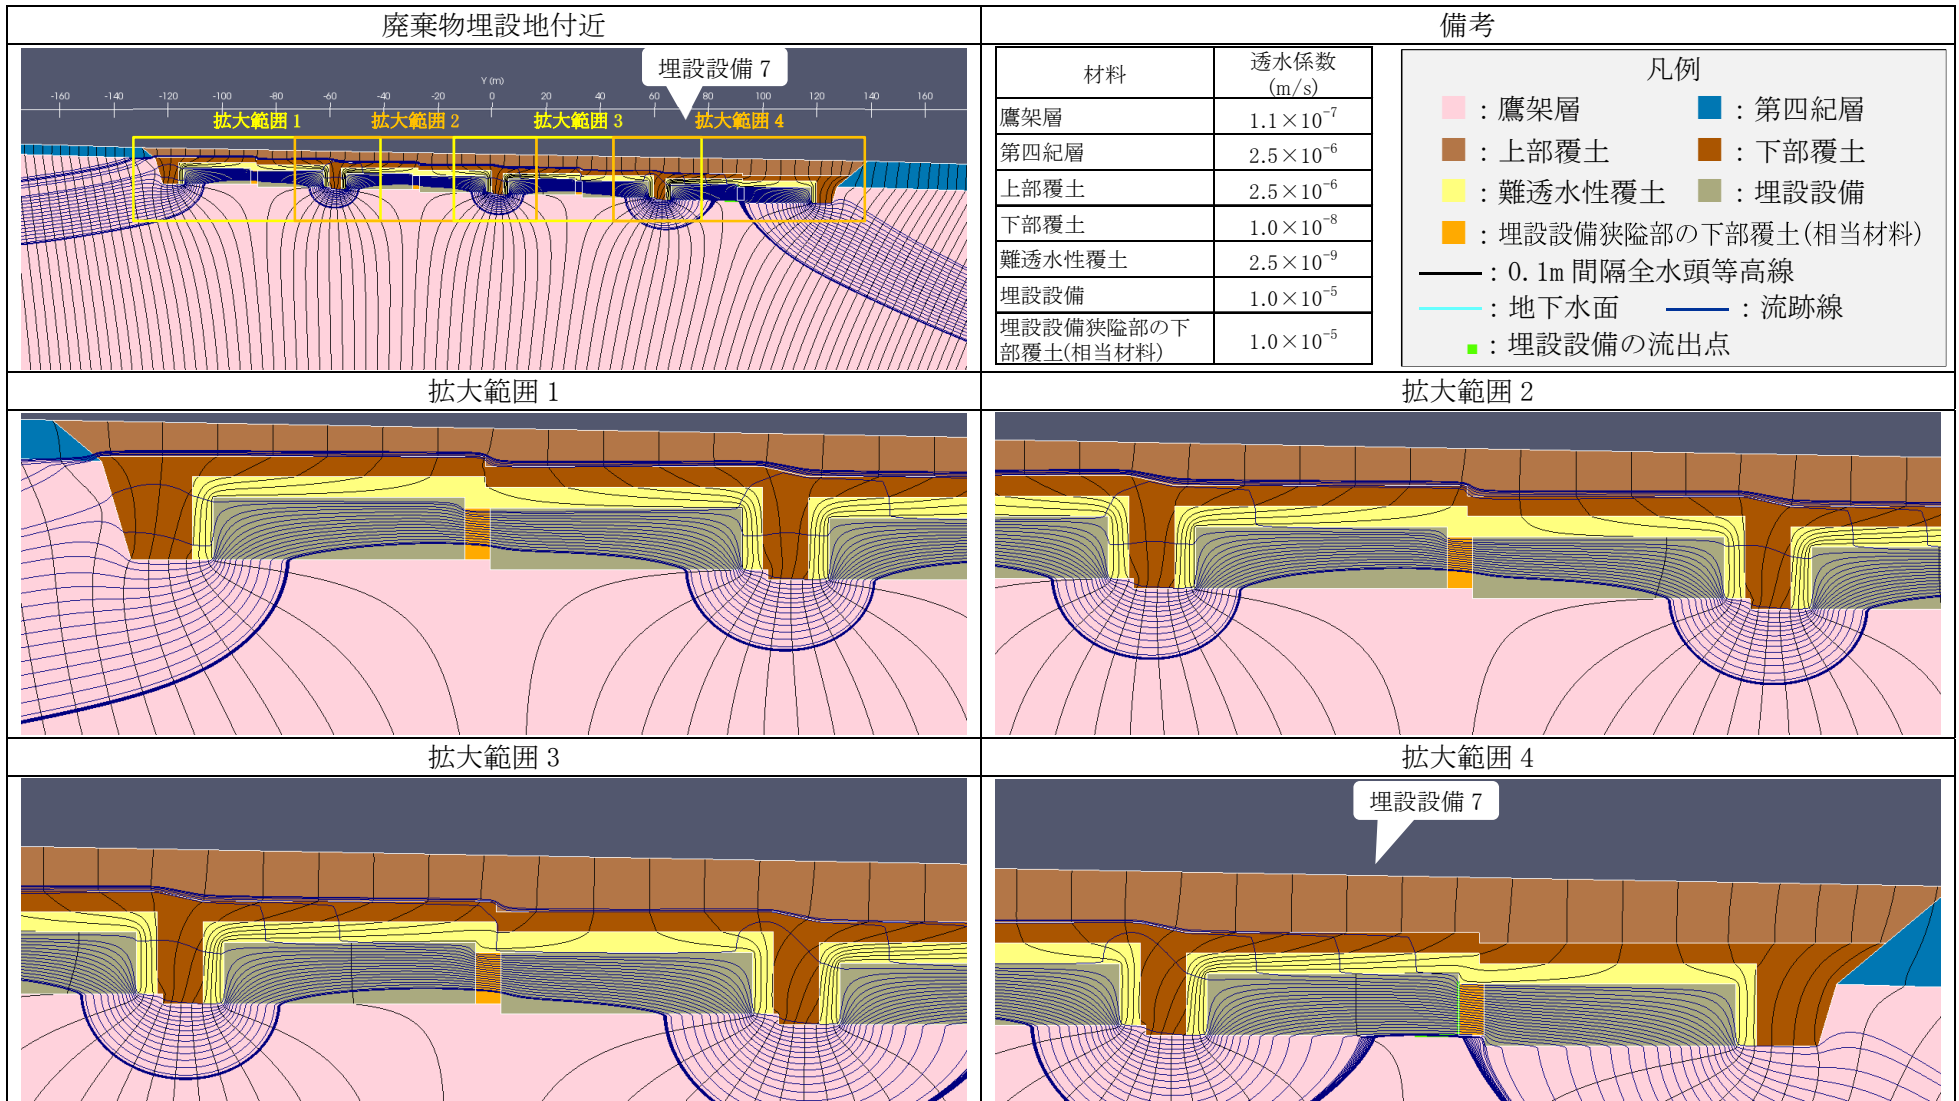 廃棄物埋設地付近
備考
埋設設備 7
Y (m)
-160 -140 -120 -100 -80 -60 -40 -20 0 20 40 60 80 100 120 140 160
拡大範囲 1 拡大範囲 2 拡大範囲 3 拡大範囲 4
材料 透水係数
(m/s)
鷹架層 1.1×10⁻⁷
第四紀層 2.5×10⁻⁶
上部覆土 2.5×10⁻⁶
下部覆土 1.0×10⁻⁸
難透水性覆土 2.5×10⁻⁹
埋設設備 1.0×10⁻⁵
埋設設備狭隘部の下
部覆土(相当材料) 1.0×10⁻⁵
凡例
：鷹架層 ：第四紀層
：上部覆土 ：下部覆土
：難透水性覆土 ：埋設設備
：埋設設備狭隘部の下部覆土(相当材料)
：0.1m 間隔全水頭等高線
：地下水面 ：流跡線
：埋設設備の流出点
拡大範囲 1
拡大範囲 2
拡大範囲 3
拡大範囲 4
埋設設備 7